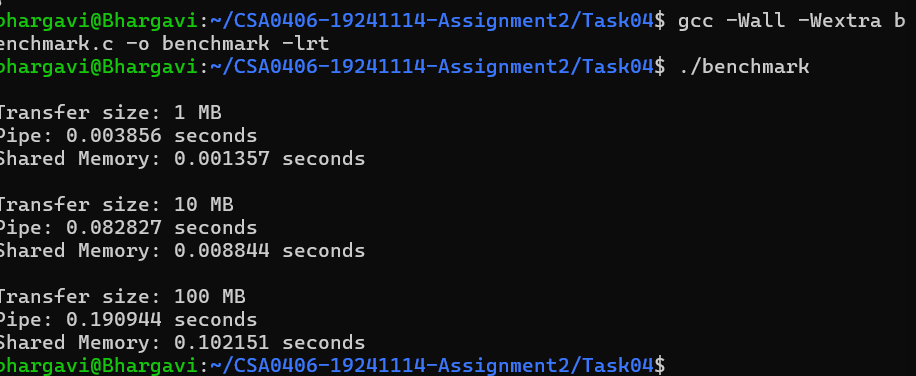 bhargavi@Bhargavi:~/CSA0406-19241114-Assignment2/Task04$ gcc -Wall -Wextra b
enchmark.c -o benchmark -lrt
bhargavi@Bhargavi:~/CSA0406-19241114-Assignment2/Task04$ ./benchmark
Transfer size: 1 MB
Pipe: 0.003856 seconds
Shared Memory: 0.001357 seconds
Transfer size: 10 MB
Pipe: 0.082827 seconds
Shared Memory: 0.008844 seconds
Transfer size: 100 MB
Pipe: 0.190944 seconds
Shared Memory: 0.102151 seconds
bhargavi@Bhargavi:~/CSA0406-19241114-Assignment2/Task04$